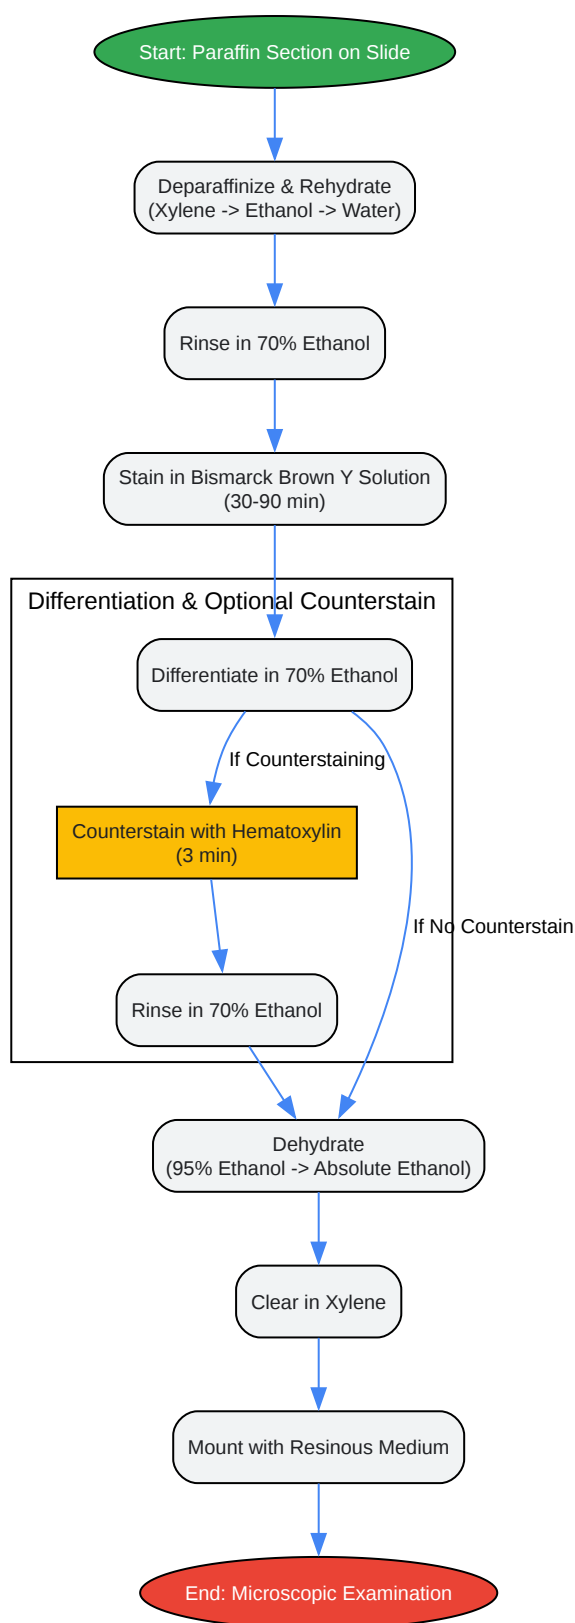 Start: Paraffin Section on Slide
Deparaffinize & Rehydrate
(Xylene -> Ethanol -> Water)
Rinse in 70% Ethanol
Stain in Bismarck Brown Y Solution
(30-90 min)
Differentiation & Optional Counterstain
Differentiate in 70% Ethanol
If Counterstaining
Counterstain with Hematoxylin
(3 min)
If No Counterstain
Rinse in 70% Ethanol
Dehydrate
(95% Ethanol -> Absolute Ethanol)
Clear in Xylene
Mount with Resinous Medium
End: Microscopic Examination